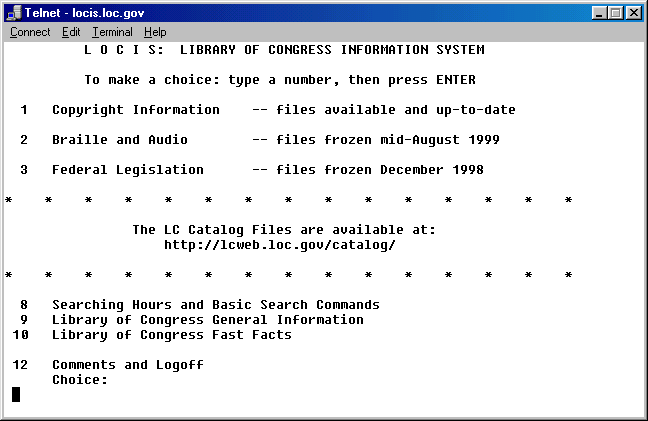 Telnet - locis.loc.gov
Connect Edit Terminal Help
L O C I S: LIBRARY OF CONGRESS INFORMATION SYSTEM
To make a choice: type a number, then press ENTER
1 Copyright Information -- files available and up-to-date
2 Braille and Audio -- files frozen mid-August 1999
3 Federal Legislation -- files frozen December 1998
* * * * * * * * * * * * * * *
The LC Catalog Files are available at:
http://lcweb.loc.gov/catalog/
* * * * * * * * * * * * * * *
8 Searching Hours and Basic Search Commands
9 Library of Congress General Information
10 Library of Congress Fast Facts
12 Comments and Logoff
Choice: